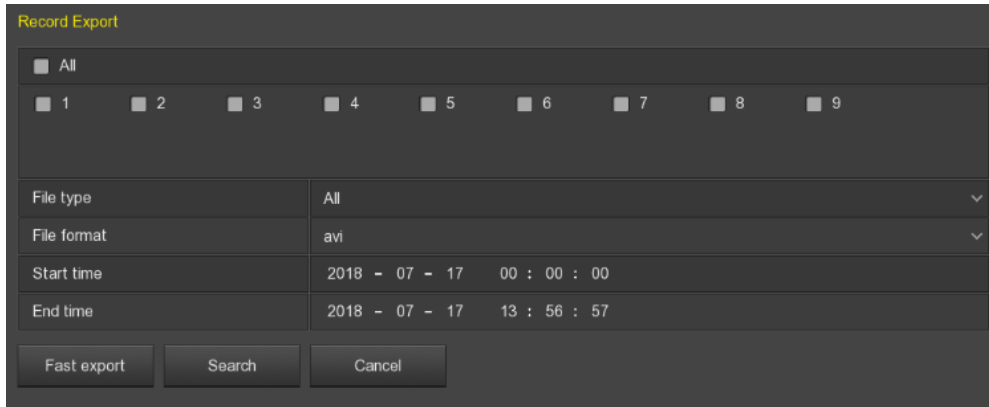 Record Export
All
1 2 3 4 5 6 7 8 9
File type All
File format avi
Start time 2018 - 07 - 17 00 : 00 : 00
End time 2018 - 07 - 17 13 : 56 : 57
Fast export Search Cancel